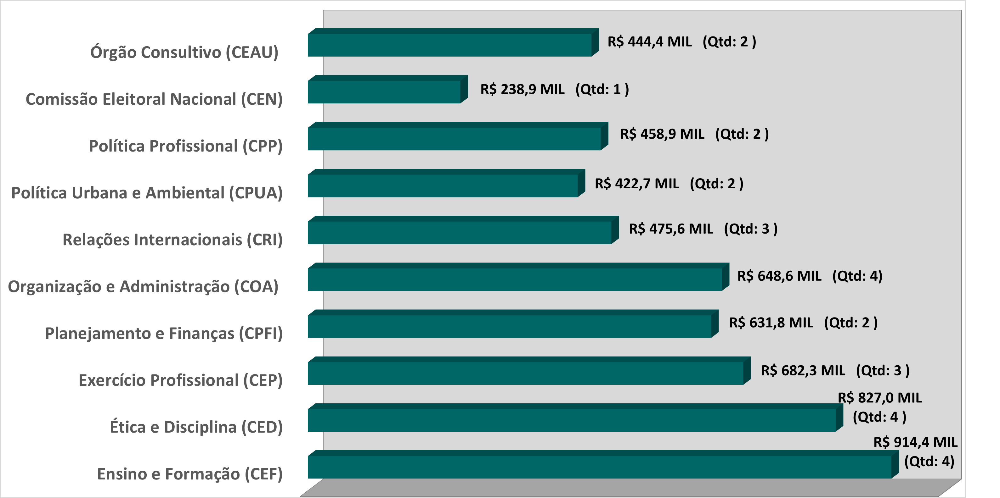 Órgão Consultivo (CEAU)
R$ 444,4 MIL (Qtd: 2 )
Comissão Eleitoral Nacional (CEN)
R$ 238,9 MIL (Qtd: 1 )
Política Profissional (CPP)
R$ 458,9 MIL (Qtd: 2 )
Política Urbana e Ambiental (CPUA)
R$ 422,7 MIL (Qtd: 2 )
Relações Internacionais (CRI)
R$ 475,6 MIL (Qtd: 3 )
Organização e Administração (COA)
R$ 648,6 MIL (Qtd: 4)
Planejamento e Finanças (CPFI)
R$ 631,8 MIL (Qtd: 2 )
Exercício Profissional (CEP)
R$ 682,3 MIL (Qtd: 3 )
Ética e Disciplina (CED)
R$ 827,0 MIL
(Qtd: 4 )
Ensino e Formação (CEF)
R$ 914,4 MIL
(Qtd: 4)